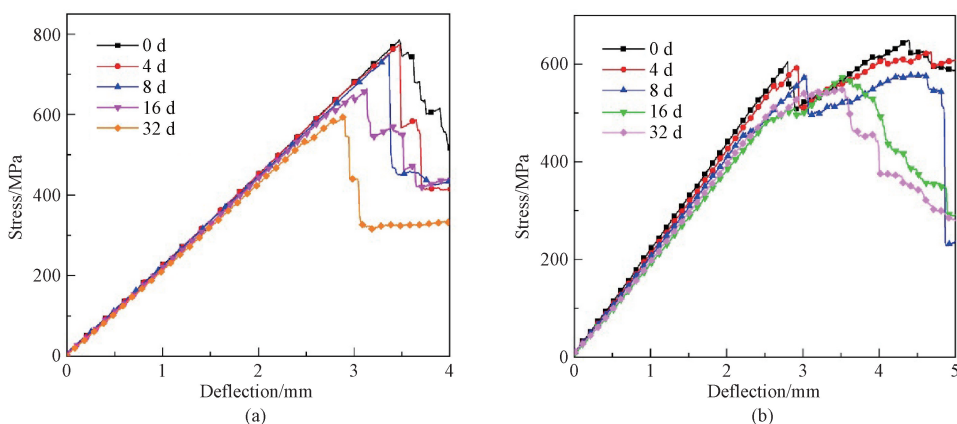 800
600
400
200
0
Stress/MPa
0 d
4 d
8 d
16 d
32 d
0 1 2 3 4
Deflection/mm
(a)
600
400
200
0
Stress/MPa
0 d
4 d
8 d
16 d
32 d
0 1 2 3 4 5
Deflection/mm
(b)